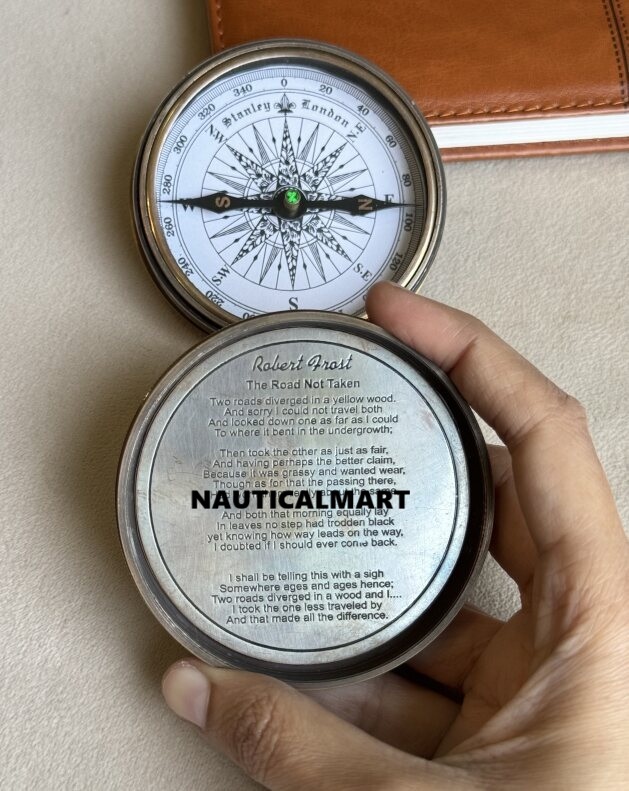 0
20
40
60
80
100
120
220
240
260
280
300
320
340
Stanley London
N.W
N.E
W
S
N
E
S.W
S.E
S
Robert Frost
The Road Not Taken
Two roads diverged in a yellow wood.
And sorry I could not travel both
And looked down one as far as I could
To where it bent in the undergrowth;
Then took the other as just as fair,
And having perhaps the better claim,
Because it was grassy and wanted wear,
Though as for that the passing there,
NAUTICALMART
And both that morning equally lay
In leaves no step had trodden black
yet knowing how way leads on the way,
I doubted if I should ever come back.
I shall be telling this with a sigh
Somewhere ages and ages hence;
Two roads diverged in a wood and I....
I took the one less traveled by
And that made all the difference.